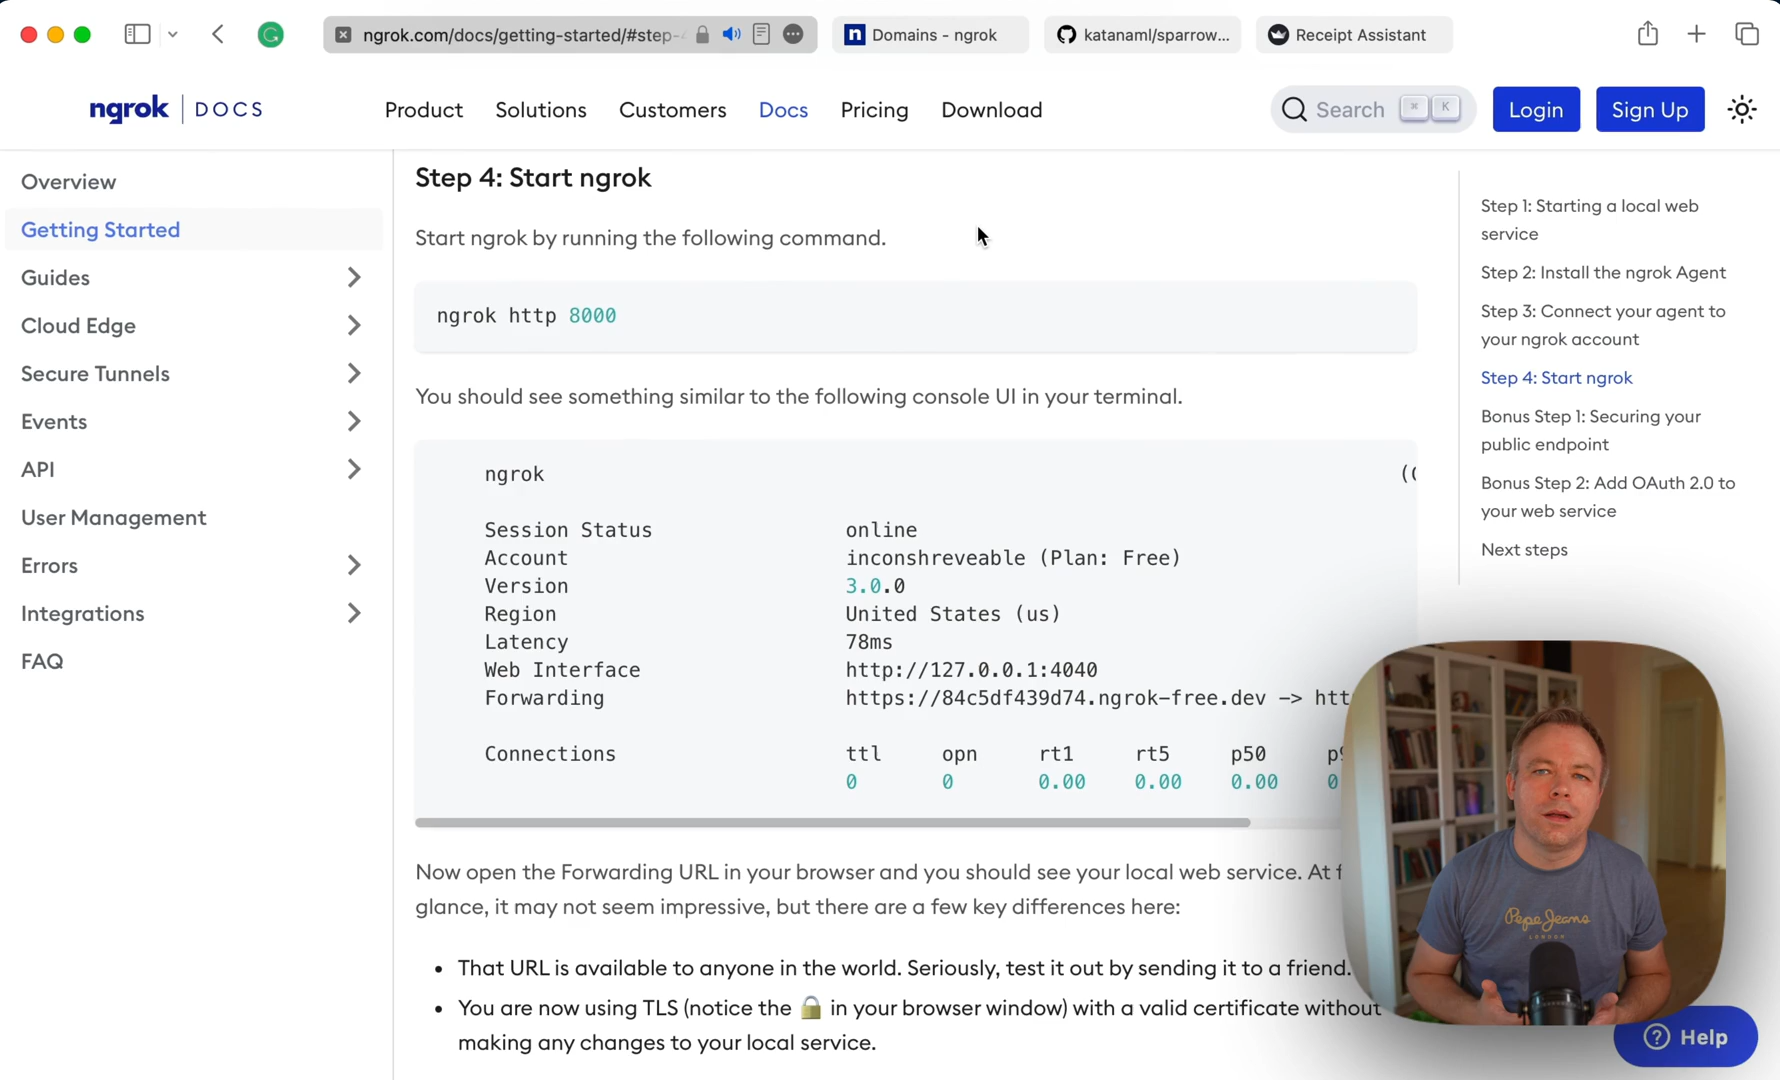 ngrok.com/docs/getting-started/#step-
Domains - ngrok
katanaml/sparrow...
Receipt Assistant
ngrok | DOCS
Product
Solutions
Customers
Docs
Pricing
Download
Search
K
Login
Sign Up
Overview
Getting Started
Guides
Cloud Edge
Secure Tunnels
Events
API
User Management
Errors
Integrations
FAQ
Step 4: Start ngrok
Start ngrok by running the following command.
ngrok http 8000
You should see something similar to the following console UI in your terminal.
ngrok
Session Status online
Account inconshreveable (Plan: Free)
Version 3.0.0
Region United States (us)
Latency 78ms
Web Interface http://127.0.0.1:4040
Forwarding https://84c5df439d74.ngrok-free.dev ->
Connections ttl opn rt1 rt5 p50
0 0 0.00 0.00 0.00
Now open the Forwarding URL in your browser and you should see your local web service. At
glance, it may not seem impressive, but there are a few key differences here:
• That URL is available to anyone in the world. Seriously, test it out by sending it to a friend.
• You are now using TLS (notice the 🔒 in your browser window) with a valid certificate without
making any changes to your local service.
Step 1: Starting a local web
service
Step 2: Install the ngrok Agent
Step 3: Connect your agent to
your ngrok account
Step 4: Start ngrok
Bonus Step 1: Securing your
public endpoint
Bonus Step 2: Add OAuth 2.0 to
your web service
Next steps
Pepe Jeans
LONDON
Help